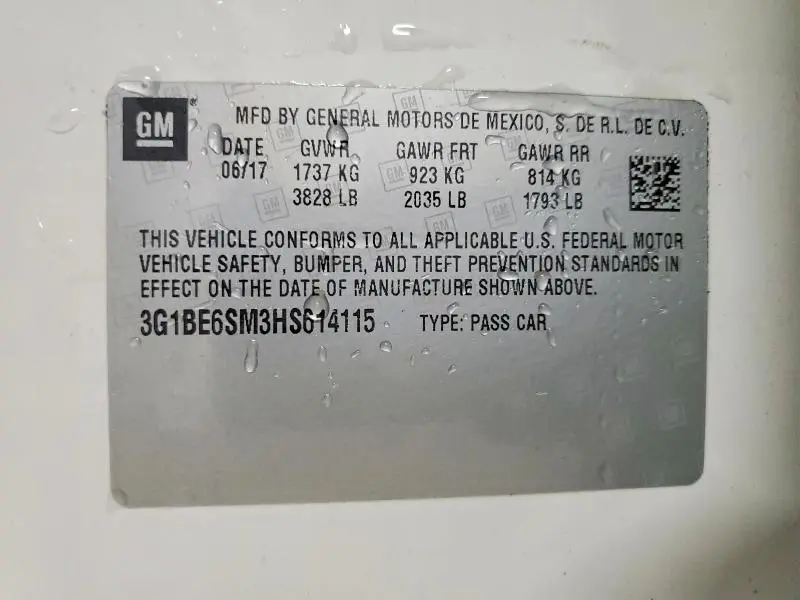 GM
MFD BY GENERAL MOTORS DE MEXICO, S. DE R.L. DE C.V.
DATE GVWR GAWR FRT GAWR RR
06/17 1737 KG 923 KG 814 KG
3828 LB 2035 LB 1793 LB
THIS VEHICLE CONFORMS TO ALL APPLICABLE U.S. FEDERAL MOTOR
VEHICLE SAFETY, BUMPER, AND THEFT PREVENTION STANDARDS IN
EFFECT ON THE DATE OF MANUFACTURE SHOWN ABOVE.
3G1BE6SM3HS614115 TYPE: PASS CAR